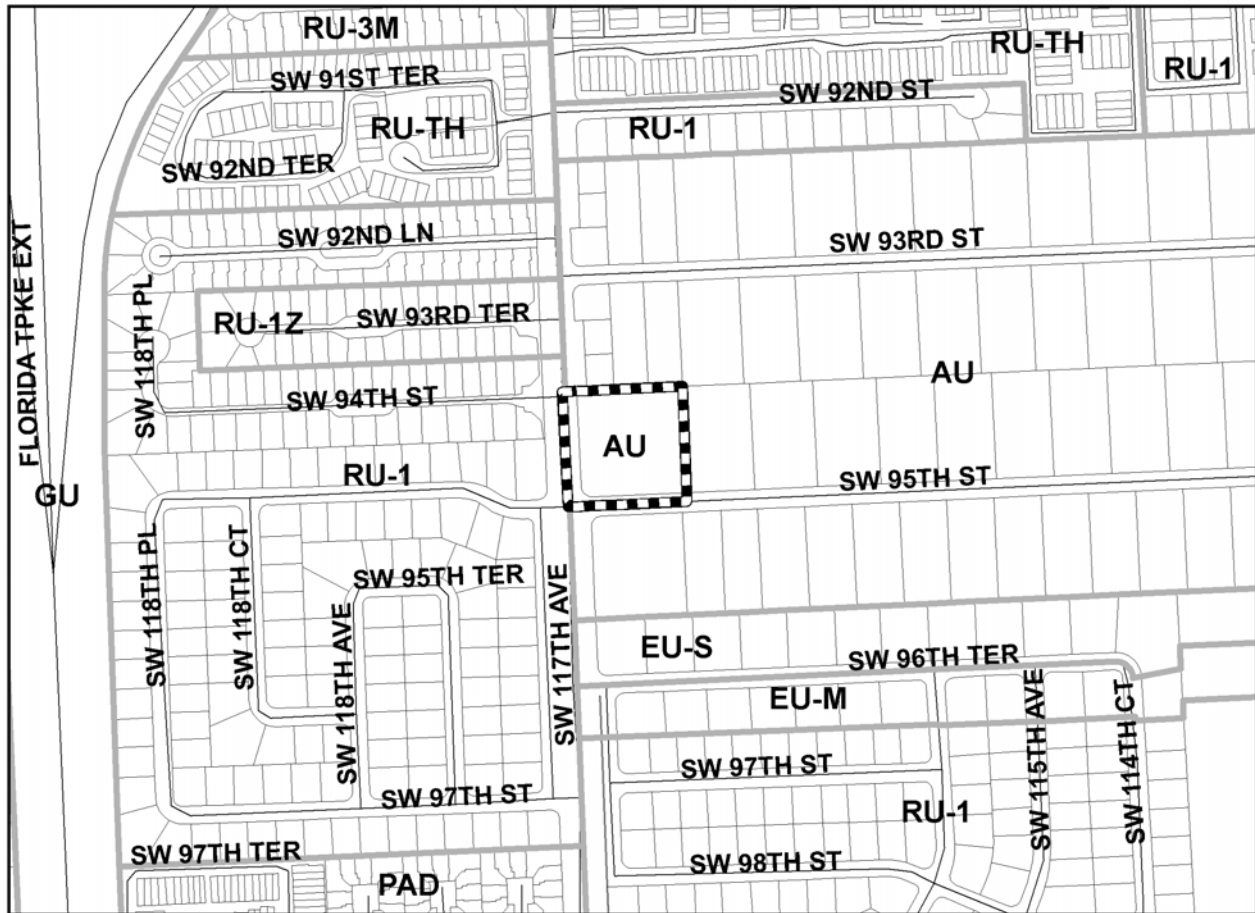 RU-3M
RU-TH
RU-1
SW 91ST TER
SW 92ND ST
RU-TH
RU-1
SW 92ND TER
SW 92ND LN
SW 93RD ST
FLORIDA TPKE EXT
SW 118TH PL
RU-1Z
SW 93RD TER
AU
SW 94TH ST
AU
RU-1
SW 95TH ST
GU
SW 118TH PL
SW 118TH CT
SW 95TH TER
SW 118TH AVE
SW 117TH AVE
EU-S
SW 96TH TER
EU-M
SW 115TH AVE
SW 114TH CT
SW 97TH ST
SW 97TH ST
RU-1
SW 97TH TER
SW 98TH ST
PAD